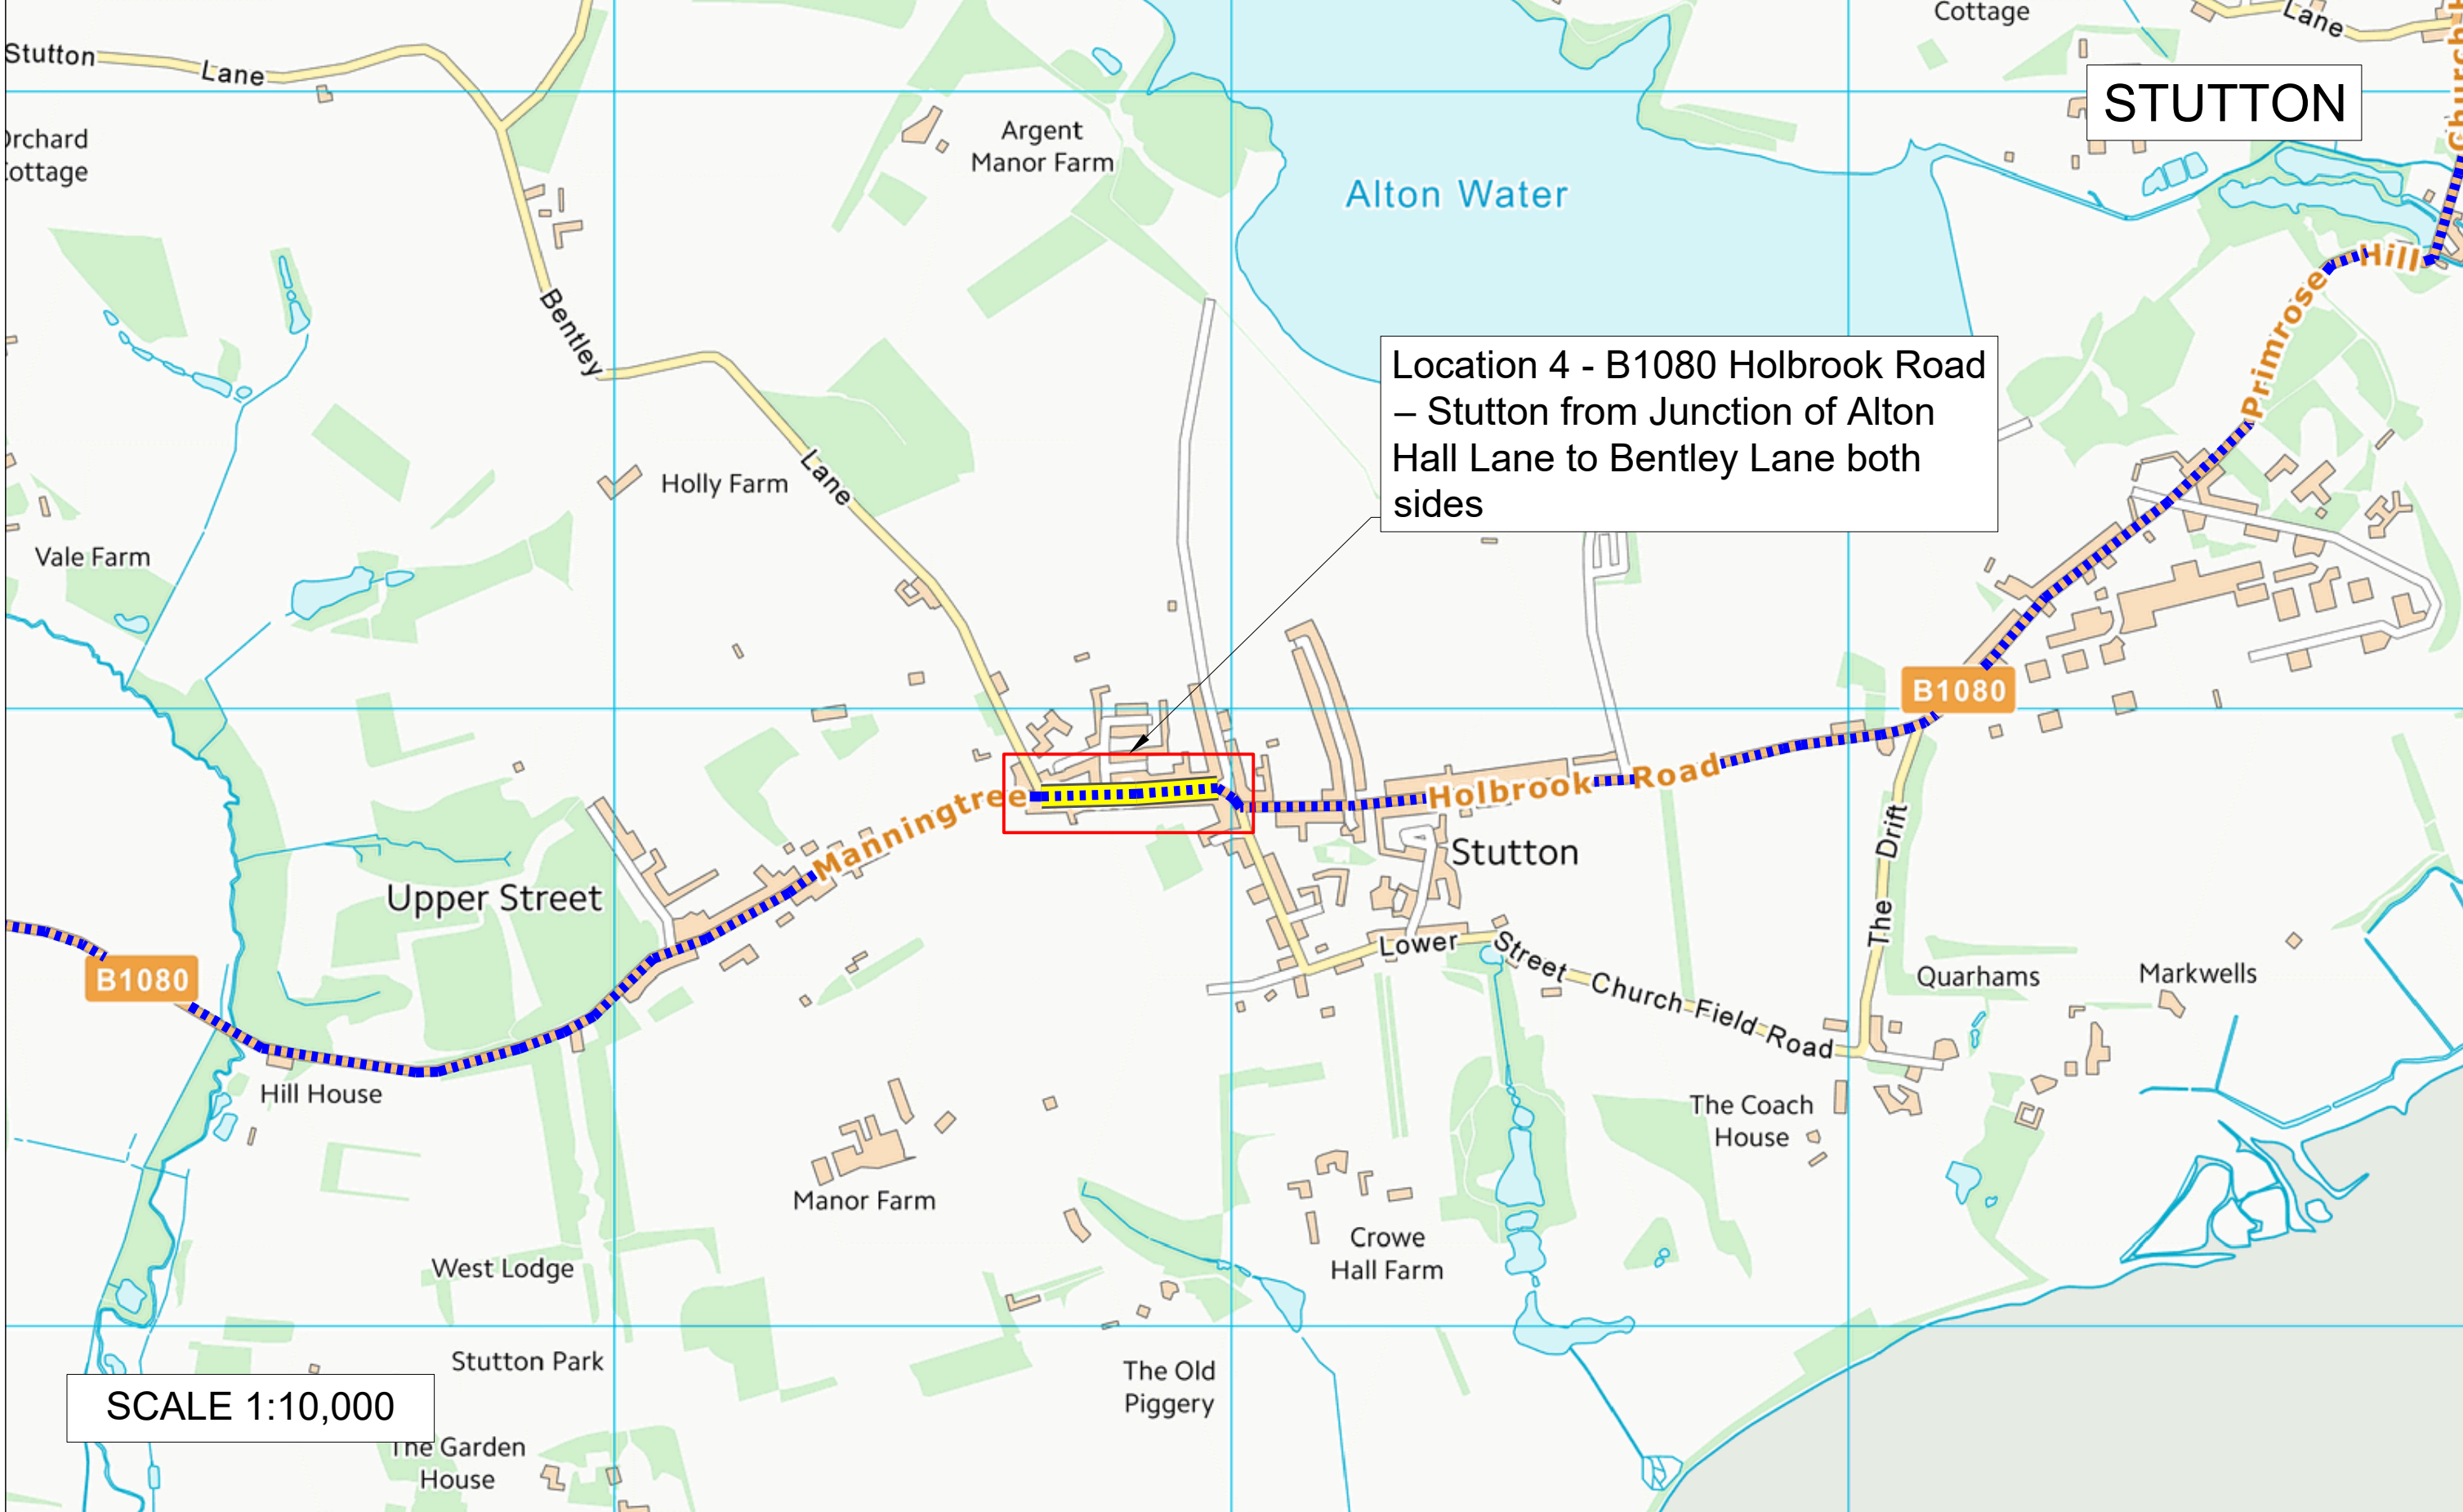 Cottage
Lane
Church
STUTTON
Stutton
Lane
Orchard
Cottage
Argent
Manor Farm
Alton Water
Hill
Primrose
Bentley
Location 4 - B1080 Holbrook Road
– Stutton from Junction of Alton
Hall Lane to Bentley Lane both
sides
Lane
Holly Farm
Vale Farm
B1080
Holbrook Road
Manningtree
Stutton
The Drift
Upper Street
Lower
Street
Church Field Road
B1080
Quarhams
Markwells
Hill House
The Coach
House
Manor Farm
Crowe
Hall Farm
West Lodge
Stutton Park
The Old
Piggery
SCALE 1:10,000
The Garden
House